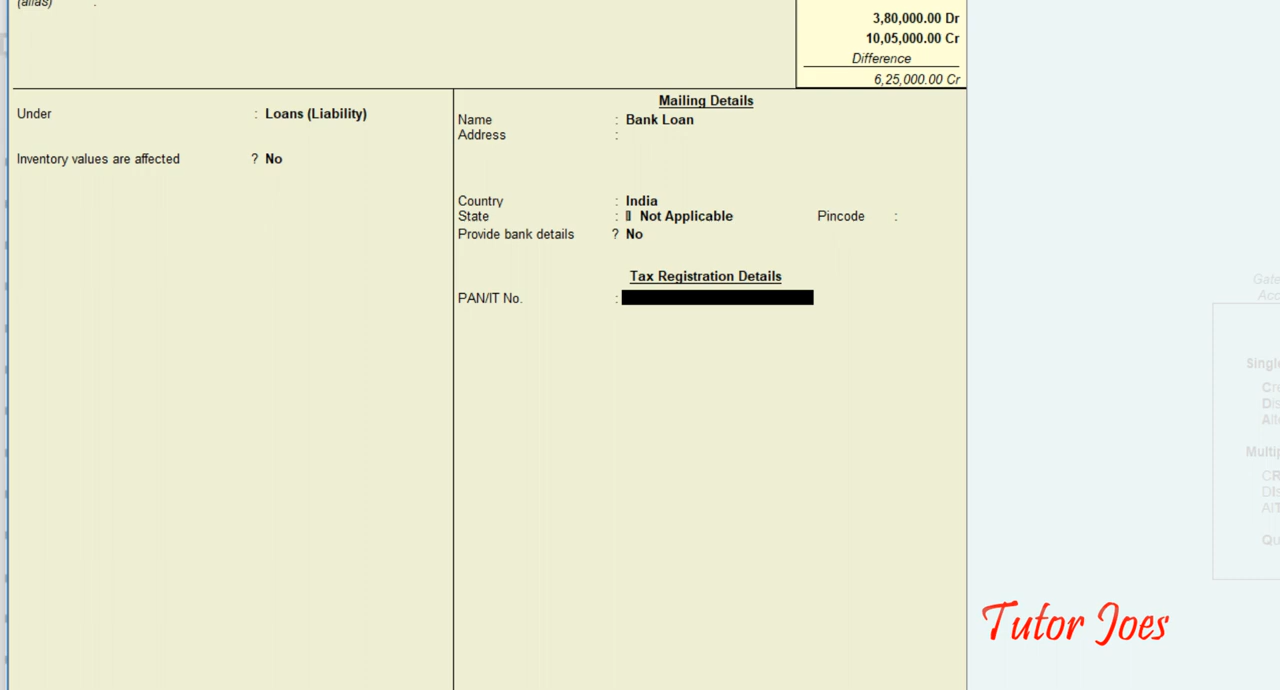 (alias) :
3,80,000.00 Dr
10,05,000.00 Cr
Difference
6,25,000.00 Cr
Under : Loans (Liability)
Inventory values are affected ? No
Mailing Details
Name : Bank Loan
Address :
Country : India
State : Not Applicable Pincode :
Provide bank details ? No
Tax Registration Details
PAN/IT No. :
Tutor Joes